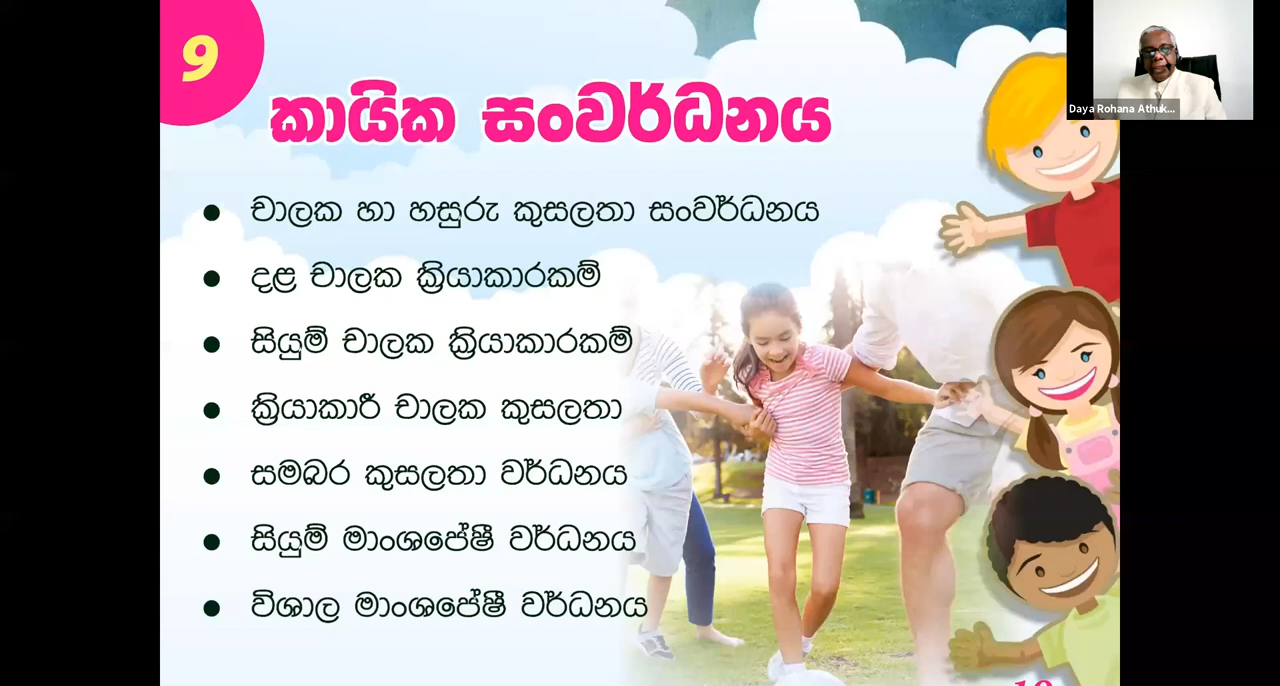 9
Daya Rohana Athuk...
කායික සංවර්ධනය
● චාලක හා හසුරු කුසලතා සංවර්ධනය
● දළ චාලක ක්‍රියාකාරකම්
● සියුම් චාලක ක්‍රියාකාරකම්
● ක්‍රියාකාරී චාලක කුසලතා
● සමබර කුසලතා වර්ධනය
● සියුම් මාංශපේෂී වර්ධනය
● විශාල මාංශපේෂී වර්ධනය